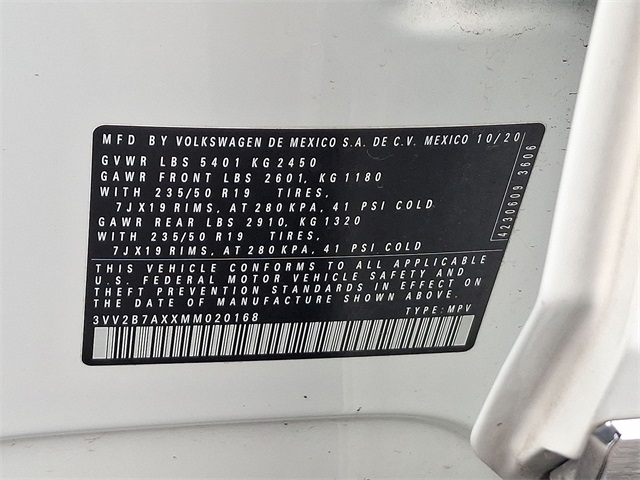 MFD BY VOLKSWAGEN DE MEXICO S.A. DE C.V. MEXICO 10/20
GVWR LBS 5401 KG2450
GAWR FRONT LBS 2601, KG1180
WITH 235/50 R19 TIRES,
7JX19 RIMS, AT 280 KPA, 41 PSI COLD
GAWR REAR LBS 2910, KG 1320
WITH 235/50 R19 TIRES,
7JX19 RIMS, AT 280 KPA, 41 PSI COLD
THIS VEHICLE CONFORMS TO ALL APPLICABLE
U.S. FEDERAL MOTOR VEHICLE SAFETY AND
THEFT PREVENTION STANDARDS IN EFFECT ON
THE DATE OF MANUFACTURE SHOWN ABOVE.
3VV2B7AXXMM020168 TYPE: MPV
4230609 3606